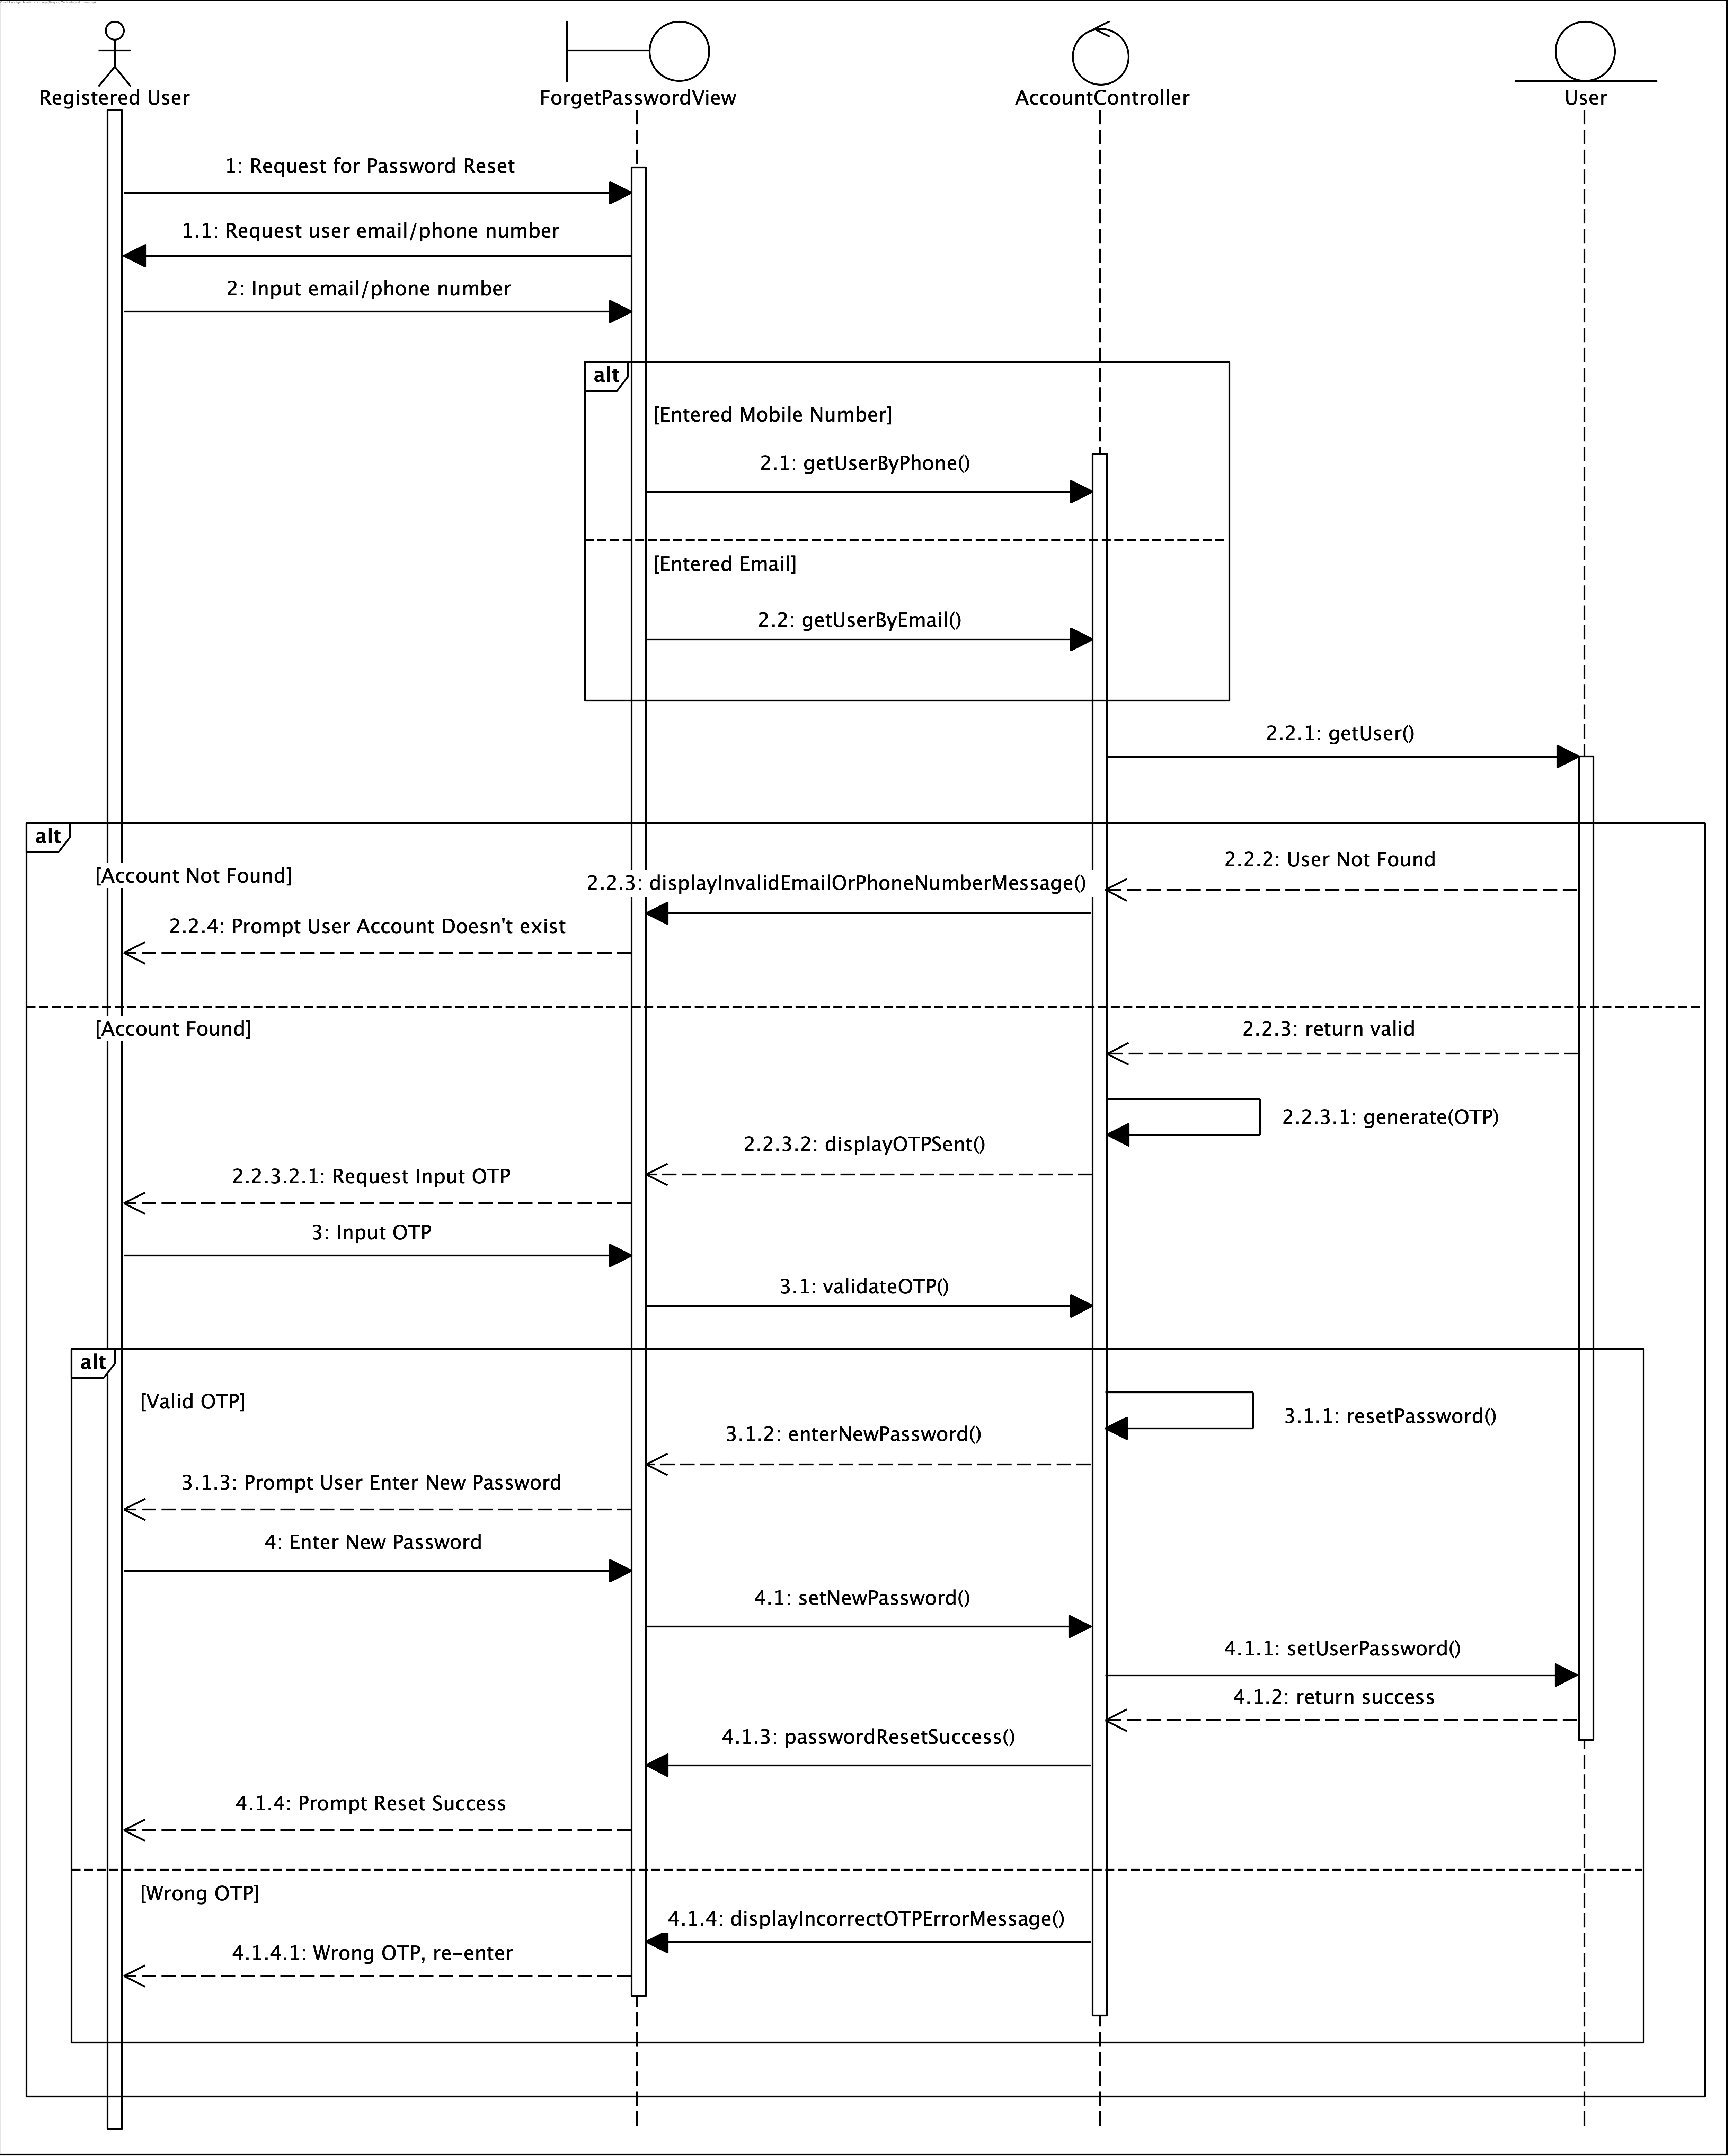 Registered User
ForgetPasswordView
AccountController
User
1: Request for Password Reset
1.1: Request user email/phone number
2: Input email/phone number
alt
[Entered Mobile Number]
2.1: getUserByPhone()
[Entered Email]
2.2: getUserByEmail()
2.2.1: getUser()
alt
[Account Not Found]
2.2.2: User Not Found
2.2.3: displayInvalidEmailOrPhoneNumberMessage()
2.2.4: Prompt User Account Doesn't exist
[Account Found]
2.2.3: return valid
2.2.3.1: generate(OTP)
2.2.3.2: displayOTPSent()
2.2.3.2.1: Request Input OTP
3: Input OTP
3.1: validateOTP()
alt
[Valid OTP]
3.1.1: resetPassword()
3.1.2: enterNewPassword()
3.1.3: Prompt User Enter New Password
4: Enter New Password
4.1: setNewPassword()
4.1.1: setUserPassword()
4.1.2: return success
4.1.3: passwordResetSuccess()
4.1.4: Prompt Reset Success
[Wrong OTP]
4.1.4: displayIncorrectOTPErrorMessage()
4.1.4.1: Wrong OTP, re-enter